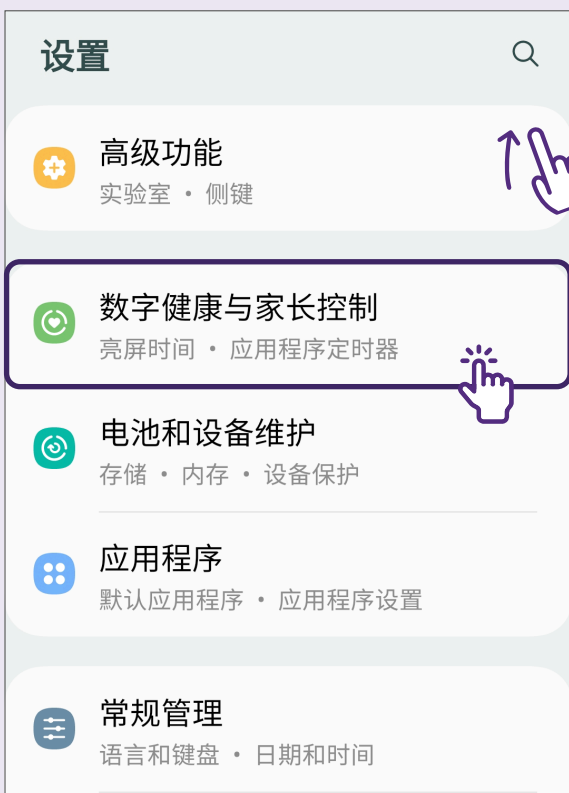 设置
高级功能
实验室 • 侧键
数字健康与家长控制
亮屏时间 • 应用程序定时器
电池和设备维护
存储 • 内存 • 设备保护
应用程序
默认应用程序 • 应用程序设置
常规管理
语言和键盘 • 日期和时间